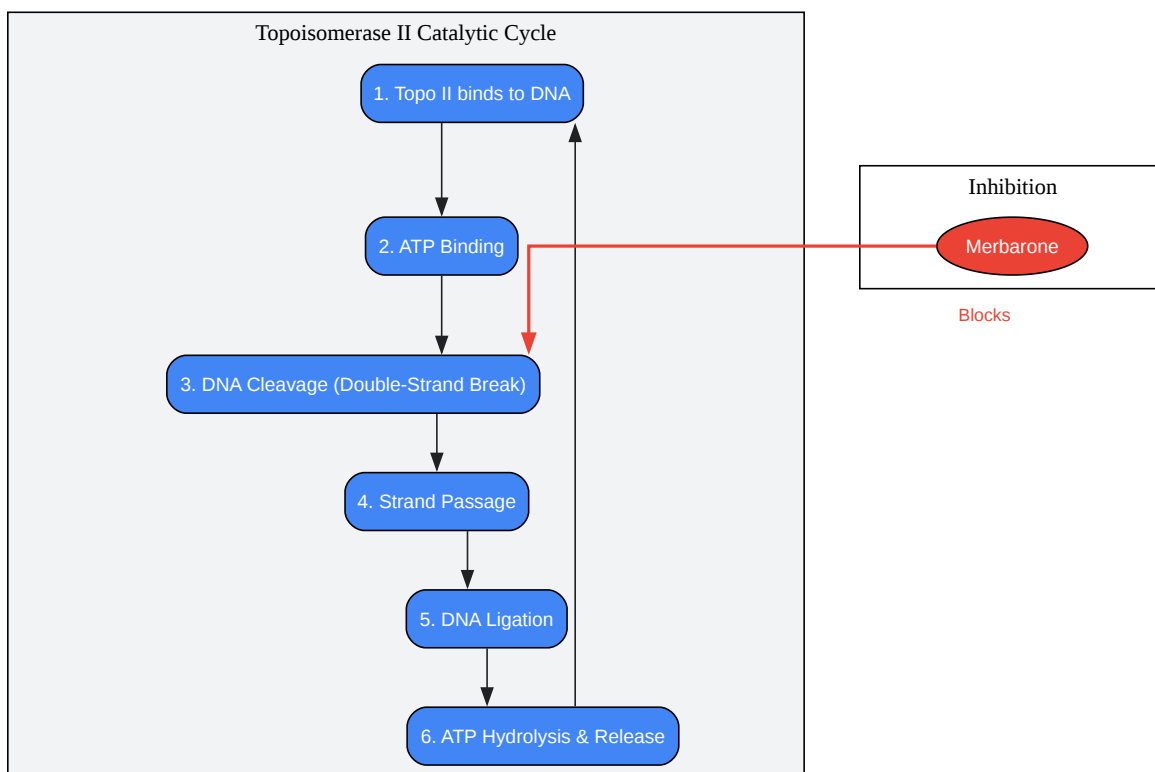 Topoisomerase II Catalytic Cycle
1. Topo II binds to DNA
Inhibition
2. ATP Binding
Merbarone
Blocks
3. DNA Cleavage (Double-Strand Break)
4. Strand Passage
5. DNA Ligation
6. ATP Hydrolysis & Release